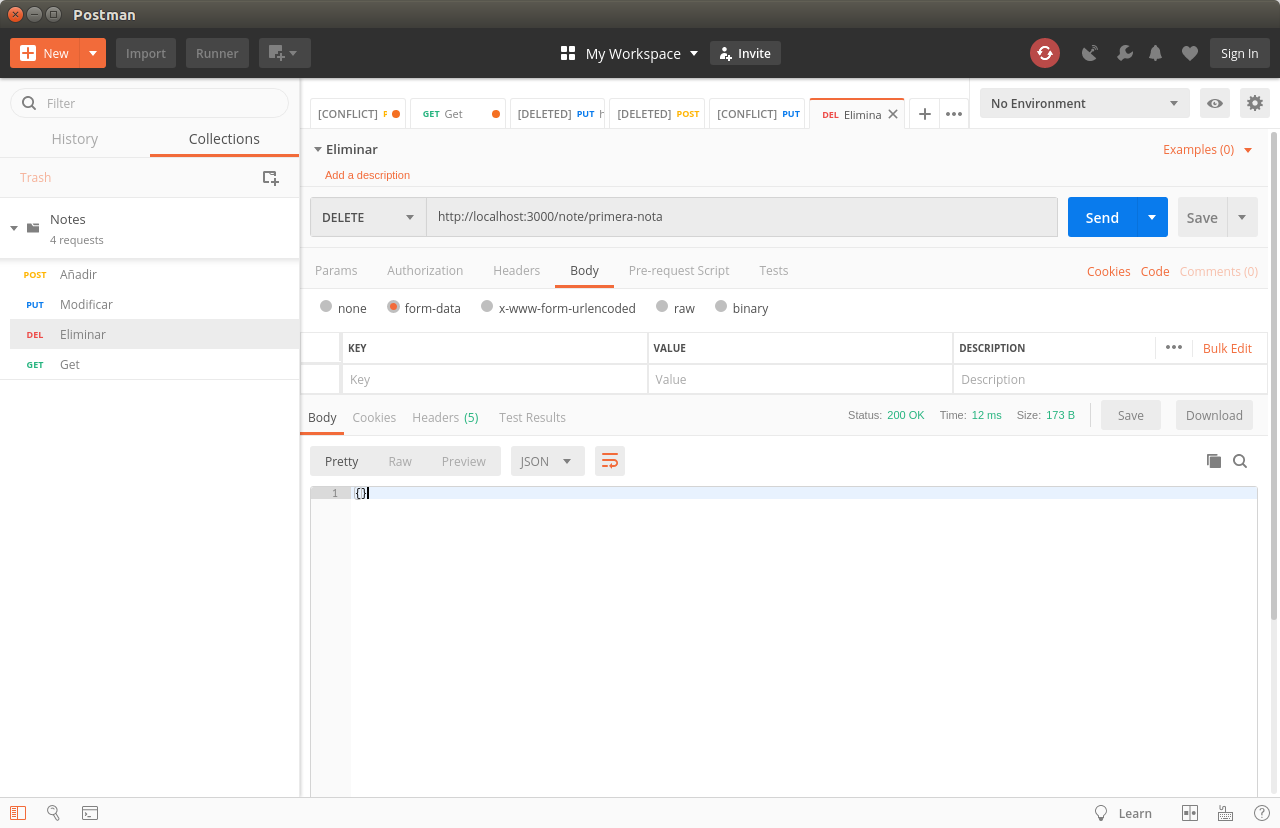 Postman
New
Import
Runner
My Workspace
Invite
Sign In
Filter
History
Collections
Trash
Notes
4 requests
POST Añadir
PUT Modificar
DEL Eliminar
GET Get
[CONFLICT]
GET Get
[DELETED] PUT
[DELETED] POST
[CONFLICT] PUT
DEL Elimina
No Environment
Eliminar
Examples (0)
Add a description
DELETE
http://localhost:3000/note/primera-nota
Send
Save
Params
Authorization
Headers
Body
Pre-request Script
Tests
Cookies
Code
Comments (0)
none
form-data
x-www-form-urlencoded
raw
binary
KEY
VALUE
DESCRIPTION
Bulk Edit
Key
Value
Description
Body
Cookies
Headers (5)
Test Results
Status: 200 OK
Time: 12 ms
Size: 173 B
Save
Download
Pretty
Raw
Preview
JSON
1
{}
Learn